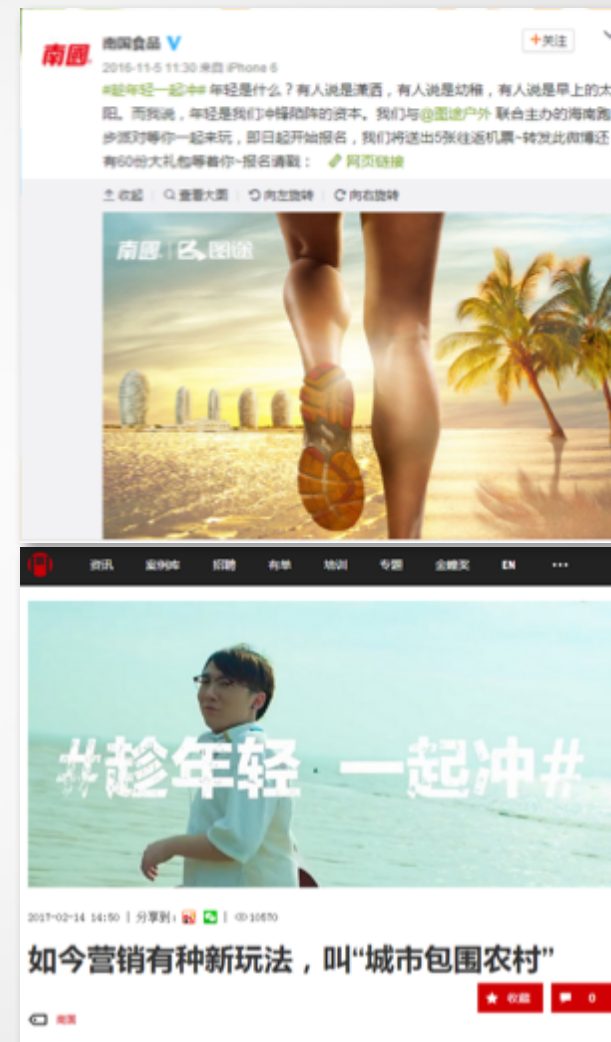 南國
南国食品 V
+关注
2016-11-5 11:30 来自 iPhone 6
#趁年轻一起冲# 年轻是什么？有人说是潇洒，有人说是幼稚，有人说是早上的太
阳。而我说，年轻是我们冲锋陷阵的资本。我们与@图途户外 联合主办的海南跑
步派对等你一起来玩，即日起开始报名，我们将送出5张往返机票~转发此微博还
有60份大礼包等着你~报名请戳： 网页链接
收起 查看大图 向左旋转 向右旋转
南國 图途
资讯 案例库 招聘 有单 培训 专题 金瞳奖 EN ···
#趁年轻 一起冲#
2017-02-14 14:50 | 分享到： | 10570
如今营销有种新玩法，叫“城市包围农村”
★ 收藏 0
南国